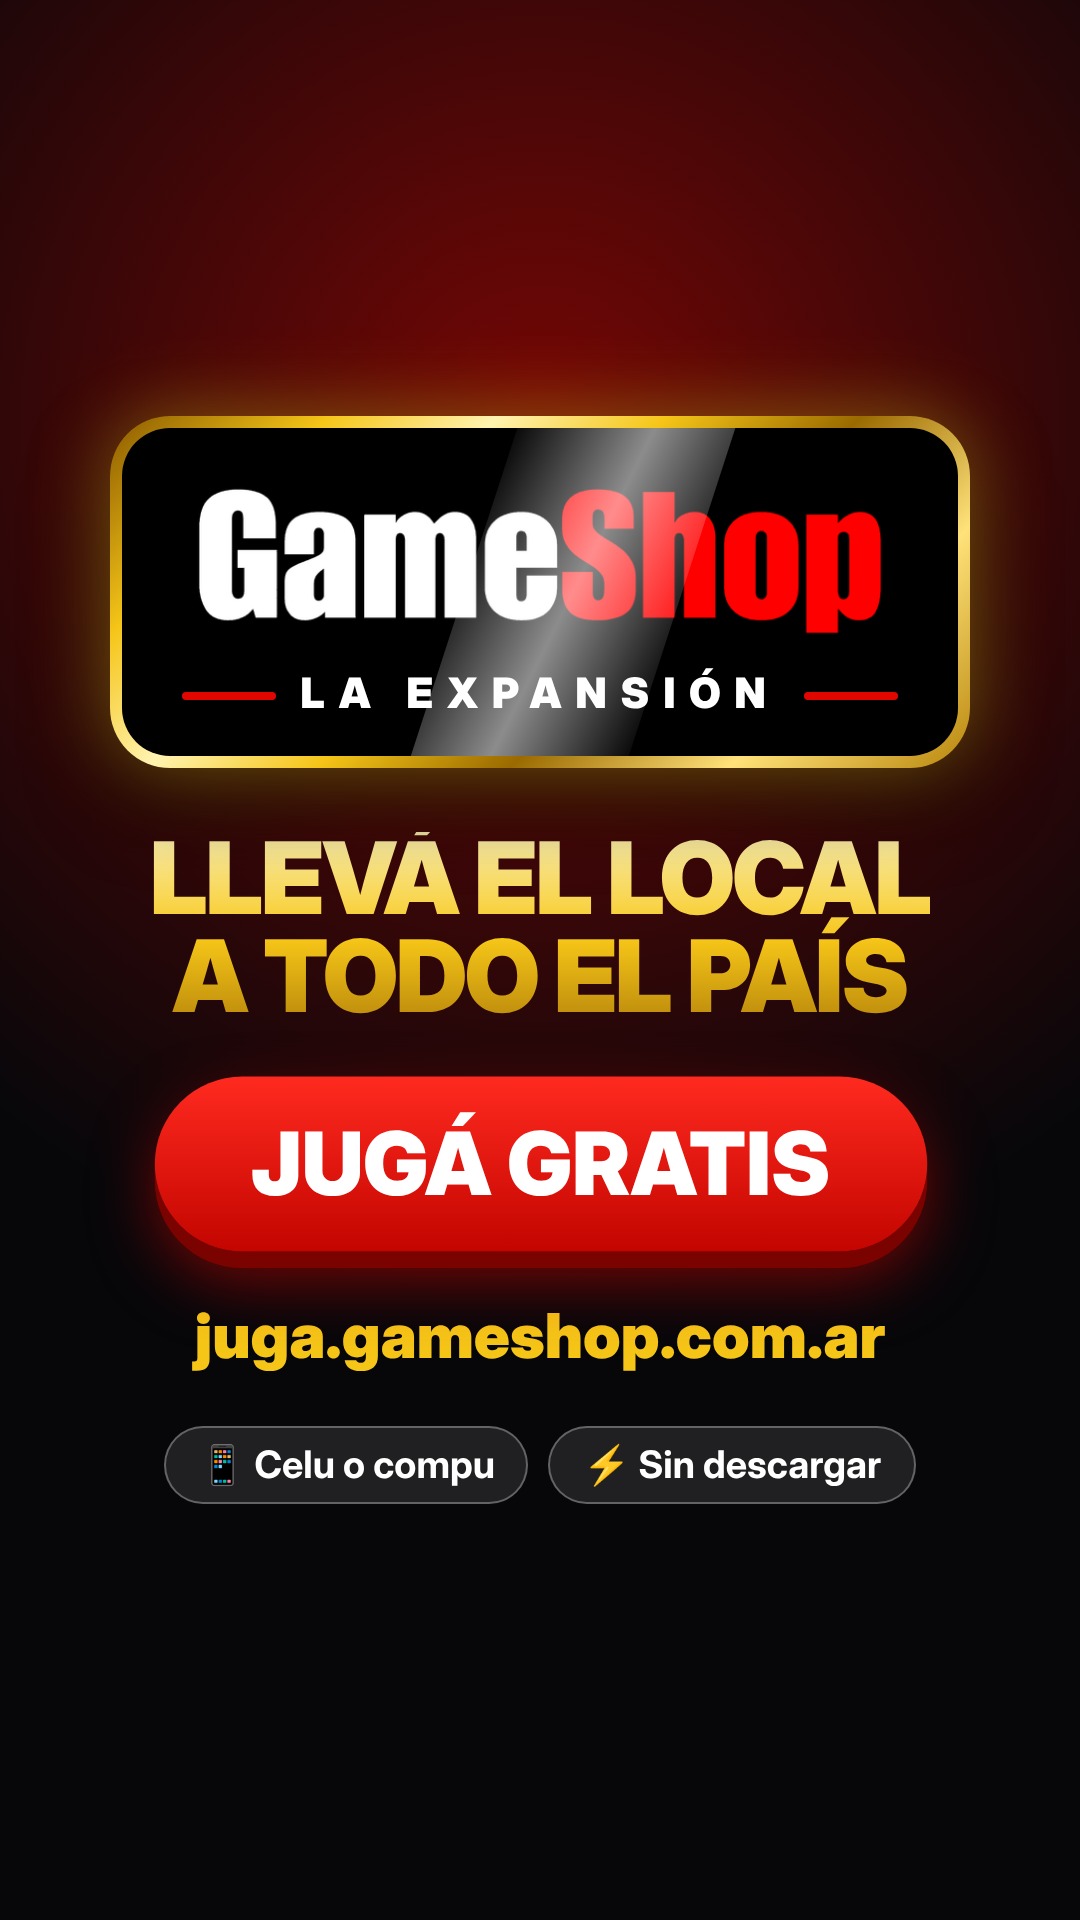 GameShop
LA EXPANSIÓN
LLEVÁ EL LOCAL
A TODO EL PAÍS
JUGÁ GRATIS
juga.gameshop.com.ar
📱 Celu o compu
⚡ Sin descargar